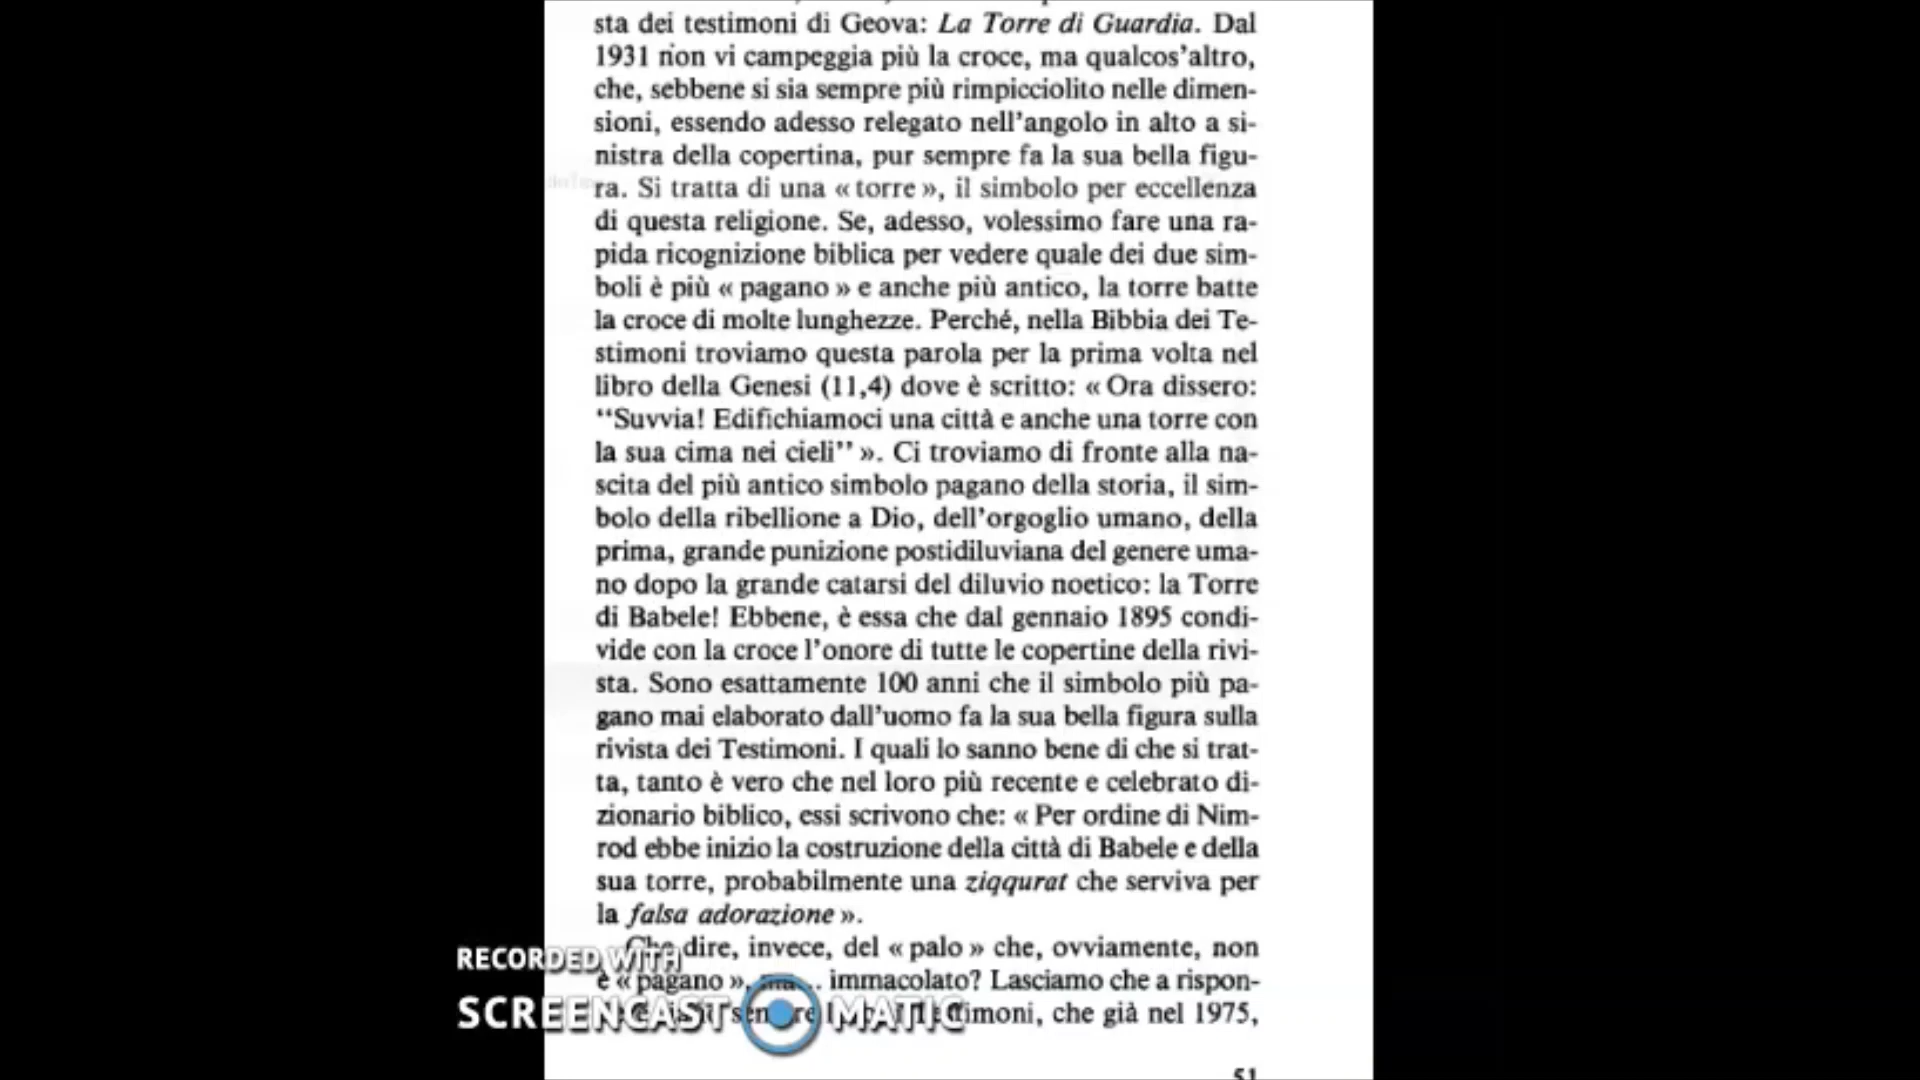 sta dei testimoni di Geova: La Torre di Guardia. Dal
1931 non vi campeggia più la croce, ma qualcos'altro,
che, sebbene si sia sempre più rimpicciolito nelle dimen-
sioni, essendo adesso relegato nell'angolo in alto a si-
nistra della copertina, pur sempre fa la sua bella figu-
ra. Si tratta di una « torre », il simbolo per eccellenza
di questa religione. Se, adesso, volessimo fare una ra-
pida ricognizione biblica per vedere quale dei due sim-
boli è più « pagano » e anche più antico, la torre batte
la croce di molte lunghezze. Perché, nella Bibbia dei Te-
stimoni troviamo questa parola per la prima volta nel
libro della Genesi (11,4) dove è scritto: « Ora dissero:
“Suvvia! Edifichiamoci una città e anche una torre con
la sua cima nei cieli” ». Ci troviamo di fronte alla na-
scita del più antico simbolo pagano della storia, il sim-
bolo della ribellione a Dio, dell'orgoglio umano, della
prima, grande punizione postidiluviana del genere uma-
no dopo la grande catarsi del diluvio noetico: la Torre
di Babele! Ebbene, è essa che dal gennaio 1895 condi-
vide con la croce l'onore di tutte le copertine della rivi-
sta. Sono esattamente 100 anni che il simbolo più pa-
gano mai elaborato dall'uomo fa la sua bella figura sulla
rivista dei Testimoni. I quali lo sanno bene di che si trat-
ta, tanto è vero che nel loro più recente e celebrato di-
zionario biblico, essi scrivono che: « Per ordine di Nim-
rod ebbe inizio la costruzione della città di Babele e della
sua torre, probabilmente una ziqqurat che serviva per
la falsa adorazione ».
Che dire, invece, del « palo » che, ovviamente, non
è « pagano », ma... immacolato? Lasciamo che a rispon-
Testimoni, che già nel 1975,
51
RECORDED WITH
SCREENCAST MATIC